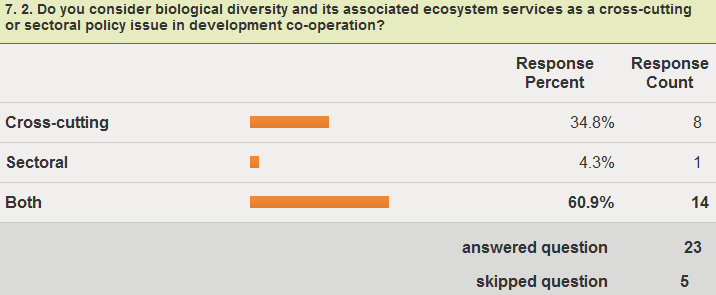 7. 2. Do you consider biological diversity and its associated ecosystem services as a cross-cutting
or sectoral policy issue in development co-operation?
Response Response
Percent Count
Cross-cutting 34.8% 8
Sectoral 4.3% 1
Both 60.9% 14
answered question 23
skipped question 5